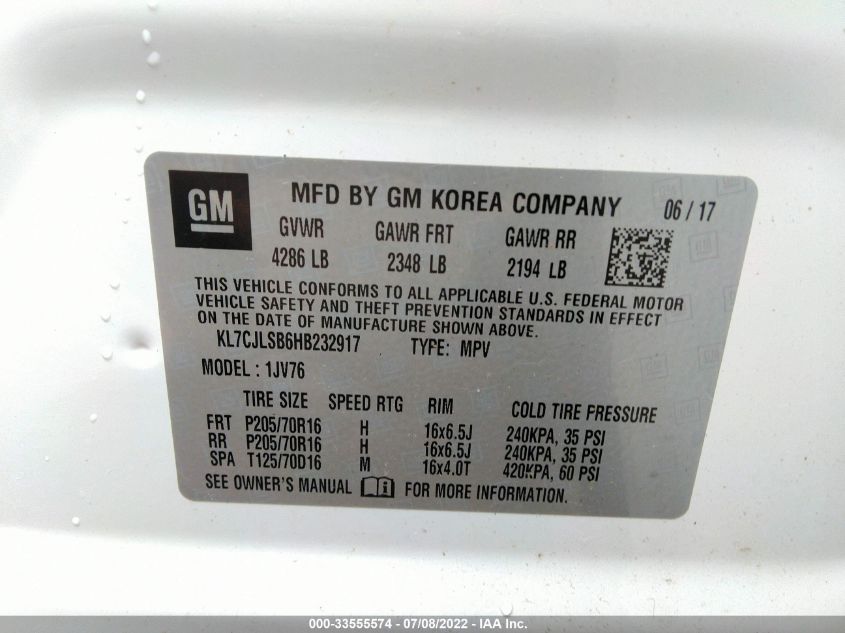 GM MFD BY GM KOREA COMPANY 06 / 17
GVWR GAWR FRT GAWR RR
4286 LB 2348 LB 2194 LB
THIS VEHICLE CONFORMS TO ALL APPLICABLE U.S. FEDERAL MOTOR
VEHICLE SAFETY AND THEFT PREVENTION STANDARDS IN EFFECT
ON THE DATE OF MANUFACTURE SHOWN ABOVE.
KL7CJLSB6HB232917 TYPE: MPV
MODEL : 1JV76
TIRE SIZE SPEED RTG RIM COLD TIRE PRESSURE
FRT P205/70R16 H 16x6.5J 240KPA, 35 PSI
RR P205/70R16 H 16x6.5J 240KPA, 35 PSI
SPA T125/70D16 M 16x4.0T 420KPA, 60 PSI
SEE OWNER'S MANUAL FOR MORE INFORMATION.
000-33555574 - 07/08/2022 - IAA Inc.